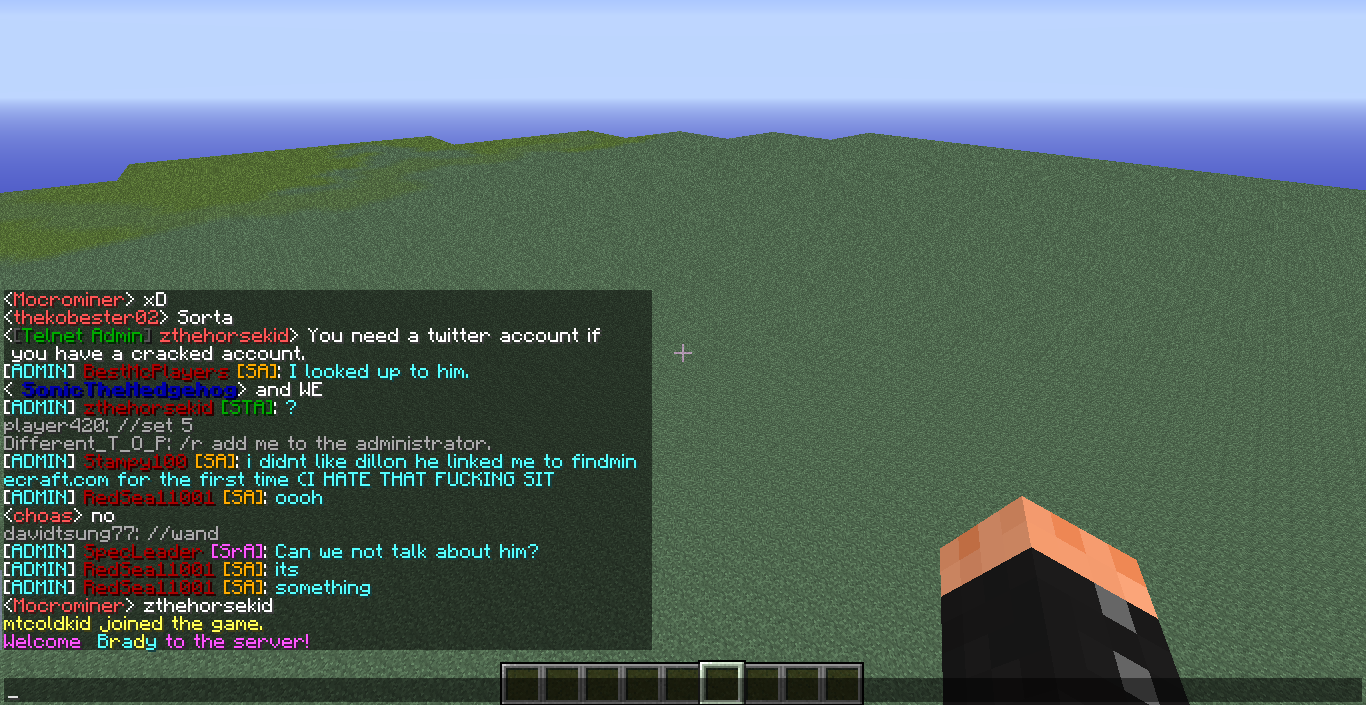 <Mocrominer> xD
<thekobester02> Sorta
<[Telnet Admin] zthehorsekid> You need a twitter account if
you have a cracked account.
[ADMIN] BestMcPlayers [SA]: I looked up to him.
< SonicTheHedgehog> and WE
[ADMIN] zthehorsekid [STA]: ?
player420: //set 5
Different_T_O_P: /r add me to the administrator.
[ADMIN] Stampy100 [SA]: i didnt like dillon he linked me to findmin
ecraft.com for the first time (I HATE THAT FUCKING SIT
[ADMIN] RedSea11001 [SA]: oooh
<choas> no
davidtsung77: //wand
[ADMIN] SpecLeader [SrA]: Can we not talk about him?
[ADMIN] RedSea11001 [SA]: its
[ADMIN] RedSea11001 [SA]: something
<Mocrominer> zthehorsekid
mtcoldkid joined the game.
Welcome  Brady to the server!
_